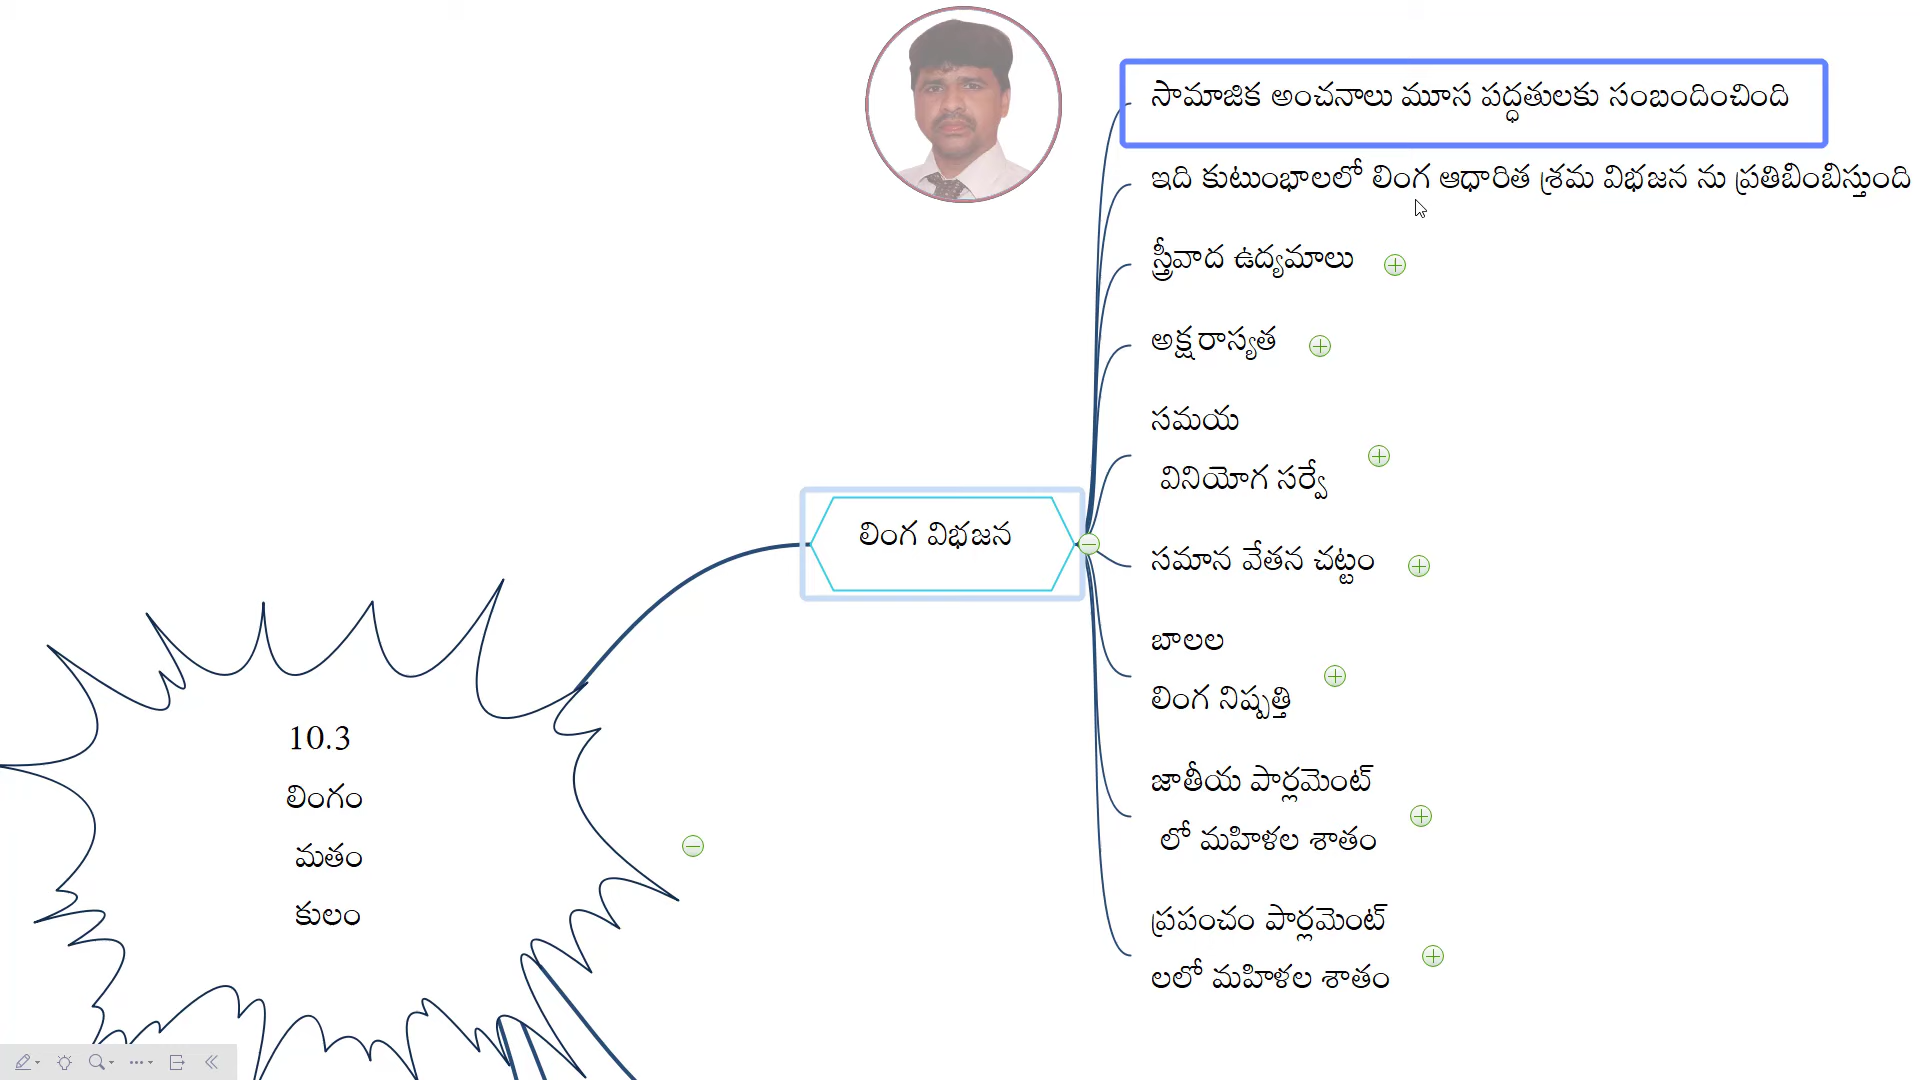 సామాజిక అంచనాలు మూస పద్ధతులకు సంబందించింది
ఇది కుటుంభాలలో లింగ ఆధారిత శ్రమ విభజన ను ప్రతిబింబిస్తుంది
స్త్రీవాద ఉద్యమాలు
అక్షరాస్యత
సమయ
వినియోగ సర్వే
సమాన వేతన చట్టం
బాలల
లింగ నిష్పత్తి
జాతీయ పార్లమెంట్
లో మహిళల శాతం
ప్రపంచం పార్లమెంట్
లలో మహిళల శాతం
లింగ విభజన
10.3
లింగం
మతం
కులం